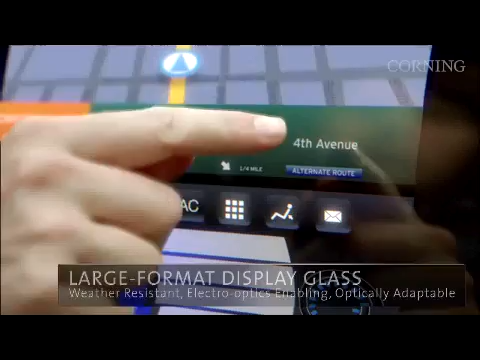 CORNING
4th Avenue
1/4 MILE
ALTERNATE ROUTE
AC
LARGE-FORMAT DISPLAY GLASS
Weather Resistant, Electro-optics Enabling, Optically Adaptable